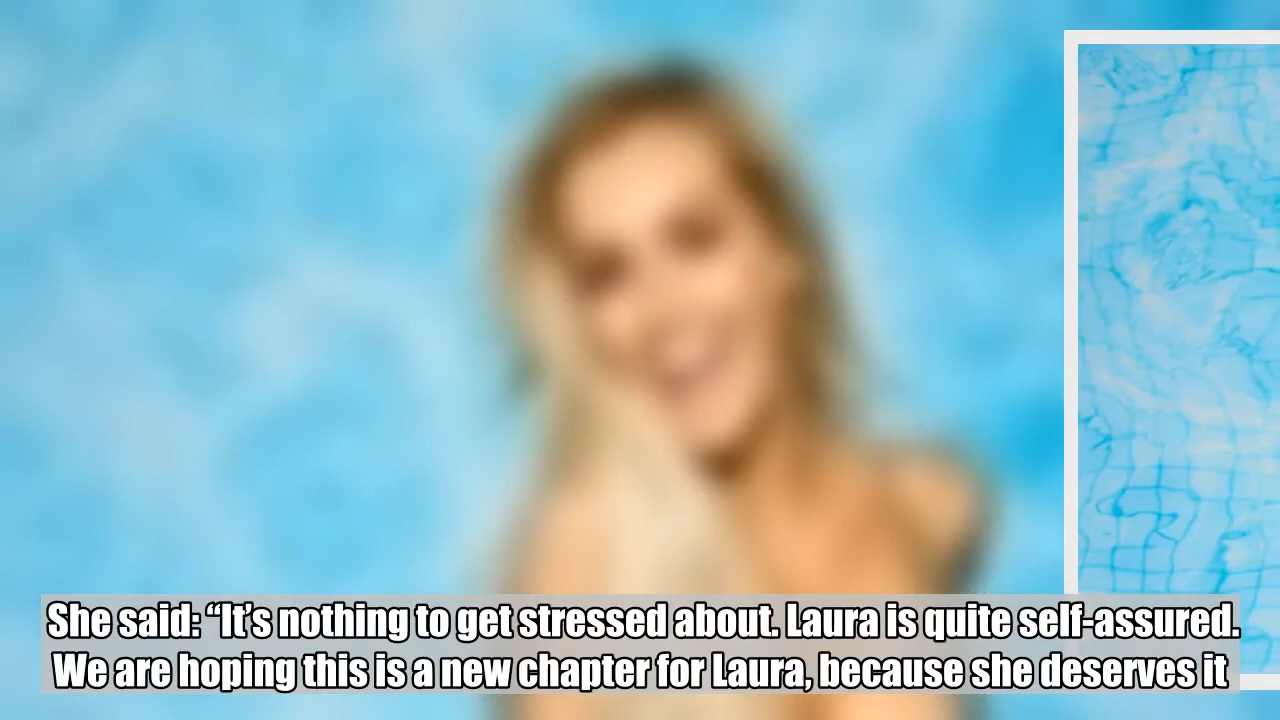 She said: “It’s nothing to get stressed about. Laura is quite self-assured.
We are hoping this is a new chapter for Laura, because she deserves it